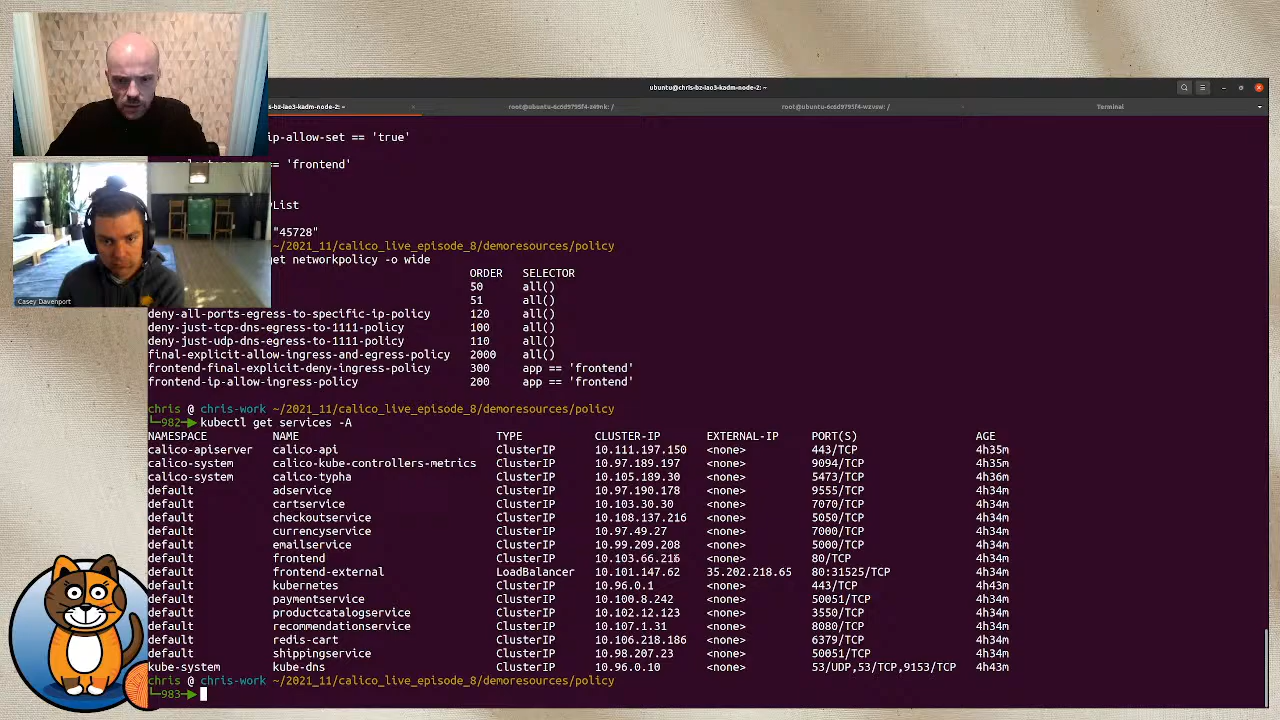 ubuntu@chris-bz-lao3-kadm-node-2: ~
-bz-lao3-kadm-node-2: ~
Terminal
ip-allow-set == 'true'
== 'frontend'
List
"45728"
~/2021_11/calico_live_episode_8/demoresources/policy
get networkpolicy -o wide
ORDER SELECTOR
50 all()
51 all()
deny-all-ports-egress-to-specific-ip-policy 120 all()
deny-just-tcp-dns-egress-to-1111-policy 100 all()
deny-just-udp-dns-egress-to-1111-policy 110 all()
final-explicit-allow-ingress-and-egress-policy 2000 all()
frontend-final-explicit-deny-ingress-policy 300 app == 'frontend'
frontend-ip-allow-ingress-policy 200 app == 'frontend'
chris @ chris-work ~/2021_11/calico_live_episode_8/demoresources/policy
982 kubectl get services -A
NAMESPACE NAME TYPE CLUSTER-IP EXTERNAL-IP PORT(S) AGE
calico-apiserver calico-api ClusterIP 10.111.197.150 <none> 443/TCP 4h35m
calico-system calico-kube-controllers-metrics ClusterIP 10.97.189.197 <none> 9094/TCP 4h35m
calico-system calico-typha ClusterIP 10.105.189.30 <none> 5473/TCP 4h36m
default adservice ClusterIP 10.97.190.178 <none> 9555/TCP 4h34m
default cartservice ClusterIP 10.103.30.30 <none> 7070/TCP 4h34m
default checkoutservice ClusterIP 10.108.137.216 <none> 5050/TCP 4h34m
default currencyservice ClusterIP 10.97.49.27 <none> 7000/TCP 4h34m
default emailservice ClusterIP 10.99.209.208 <none> 5000/TCP 4h34m
default frontend ClusterIP 10.103.66.216 <none> 80/TCP 4h34m
default frontend-external LoadBalancer 10.101.147.62 35.202.218.65 80:31525/TCP 4h34m
default kubernetes ClusterIP 10.96.0.1 <none> 443/TCP 4h43m
default paymentservice ClusterIP 10.100.8.242 <none> 50051/TCP 4h34m
default productcatalogservice ClusterIP 10.102.12.123 <none> 3550/TCP 4h34m
default recommendationservice ClusterIP 10.107.1.31 <none> 8080/TCP 4h34m
default redis-cart ClusterIP 10.106.218.186 <none> 6379/TCP 4h34m
default shippingservice ClusterIP 10.98.207.23 <none> 50051/TCP 4h34m
kube-system kube-dns ClusterIP 10.96.0.10 <none> 53/UDP,53/TCP,9153/TCP 4h43m
chris @ chris-work ~/2021_11/calico_live_episode_8/demoresources/policy
983
Casey Davenport